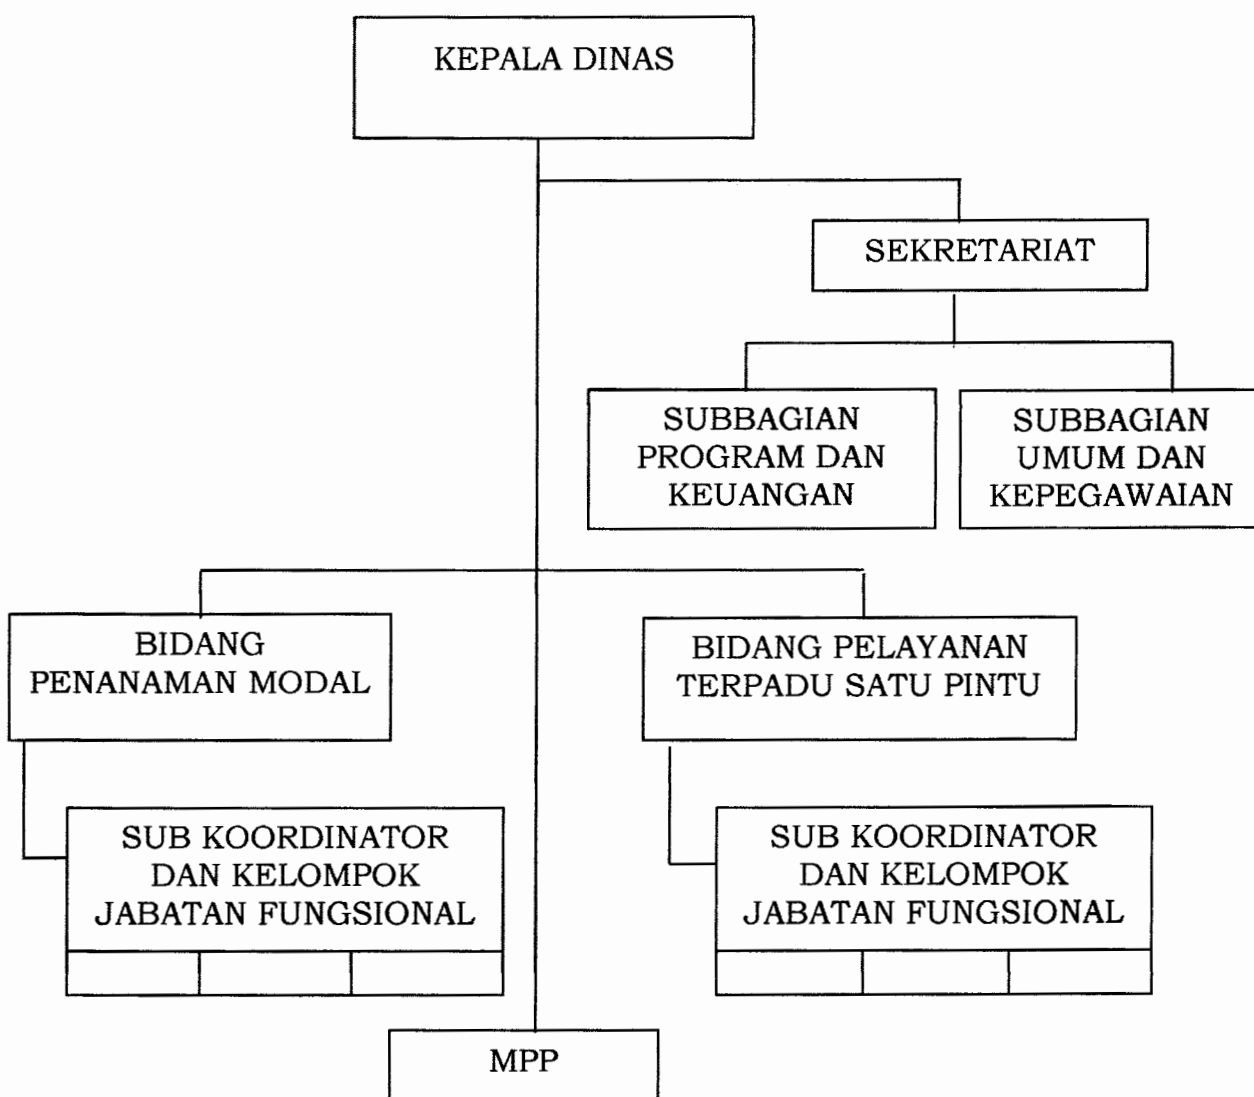 KEPALA DINAS
SEKRETARIAT
SUBBAGIAN
PROGRAM DAN
KEUANGAN
SUBBAGIAN
UMUM DAN
KEPEGAWAIAN
BIDANG
PENANAMAN MODAL
BIDANG PELAYANAN
TERPADU SATU PINTU
SUB KOORDINATOR
DAN KELOMPOK
JABATAN FUNGSIONAL
SUB KOORDINATOR
DAN KELOMPOK
JABATAN FUNGSIONAL
MPP